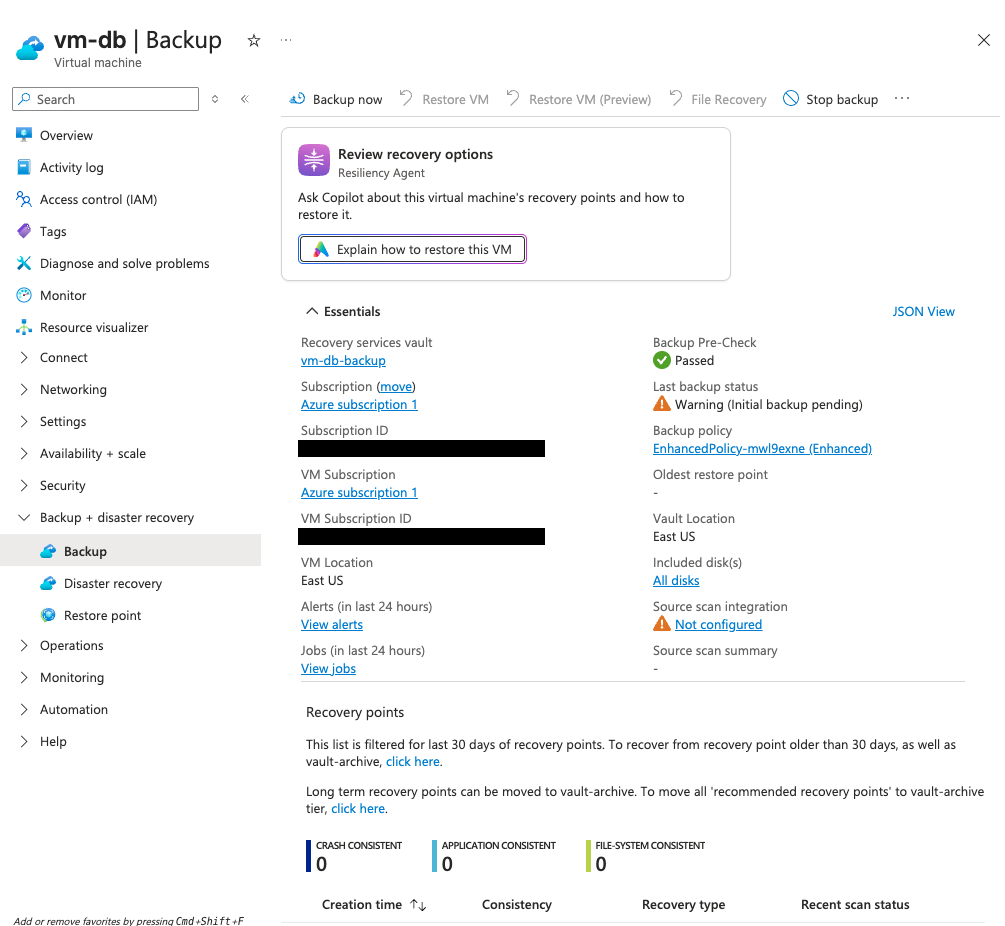 vm-db | Backup
Virtual machine
Search
Overview
Activity log
Access control (IAM)
Tags
Diagnose and solve problems
Monitor
Resource visualizer
Connect
Networking
Settings
Availability + scale
Security
Backup + disaster recovery
Backup
Disaster recovery
Restore point
Operations
Monitoring
Automation
Help
Add or remove favorites by pressing Cmd+Shift+F
Backup now Restore VM Restore VM (Preview) File Recovery Stop backup
Review recovery options
Resiliency Agent
Ask Copilot about this virtual machine's recovery points and how to
restore it.
Explain how to restore this VM
Essentials
JSON View
Recovery services vault
vm-db-backup
Subscription (move)
Azure subscription 1
Subscription ID
VM Subscription
Azure subscription 1
VM Subscription ID
VM Location
East US
Alerts (in last 24 hours)
View alerts
Jobs (in last 24 hours)
View jobs
Backup Pre-Check
Passed
Last backup status
Warning (Initial backup pending)
Backup policy
EnhancedPolicy-mwl9exne (Enhanced)
Oldest restore point
-
Vault Location
East US
Included disk(s)
All disks
Source scan integration
Not configured
Source scan summary
-
Recovery points
This list is filtered for last 30 days of recovery points. To recover from recovery point older than 30 days, as well as
vault-archive, click here.
Long term recovery points can be moved to vault-archive. To move all 'recommended recovery points' to vault-archive
tier, click here.
CRASH CONSISTENT
0
APPLICATION CONSISTENT
0
FILE-SYSTEM CONSISTENT
0
Creation time Consistency Recovery type Recent scan status